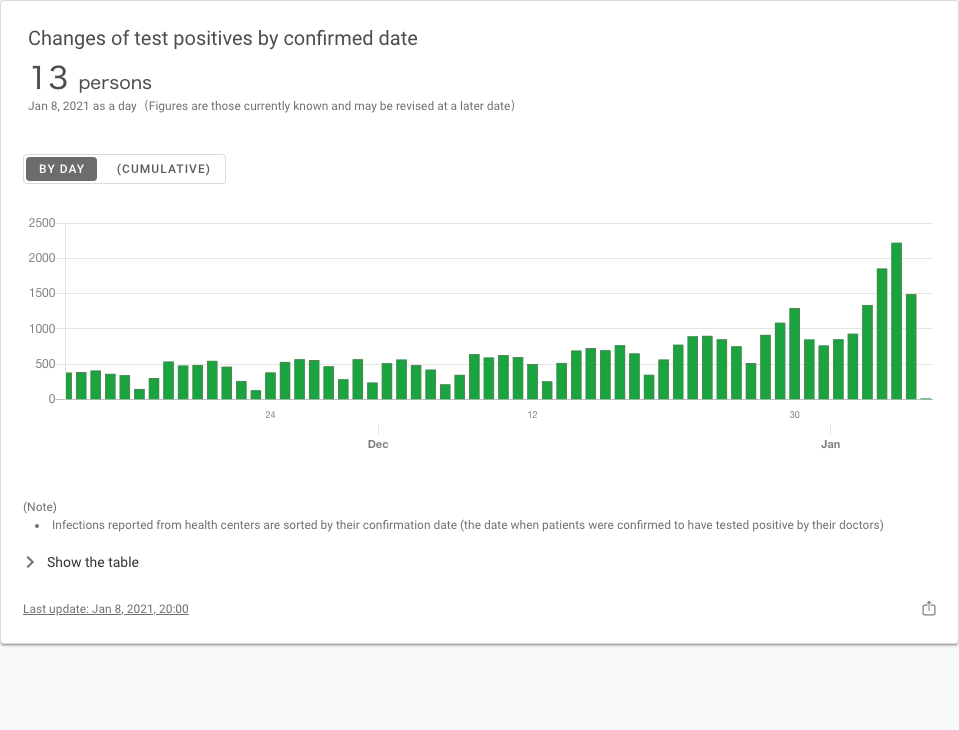 Changes of test positives by confirmed date
13 persons
Jan 8, 2021 as a day（Figures are those currently known and may be revised at a later date）
BY DAY (CUMULATIVE)
2500
2000
1500
1000
500
0
24 12 30
Dec Jan
(Note)
• Infections reported from health centers are sorted by their confirmation date (the date when patients were confirmed to have tested positive by their doctors)
Show the table
Last update: Jan 8, 2021, 20:00